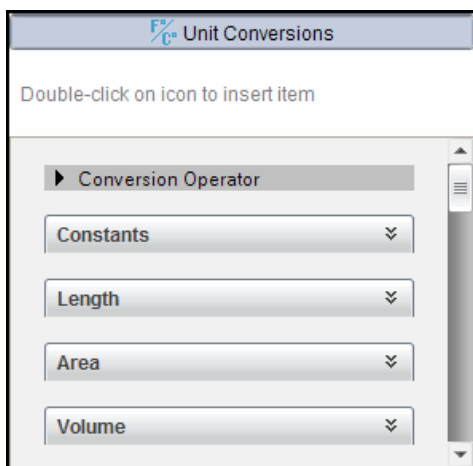 F°/C° Unit Conversions
Double-click on icon to insert item
Conversion Operator
Constants
Length
Area
Volume